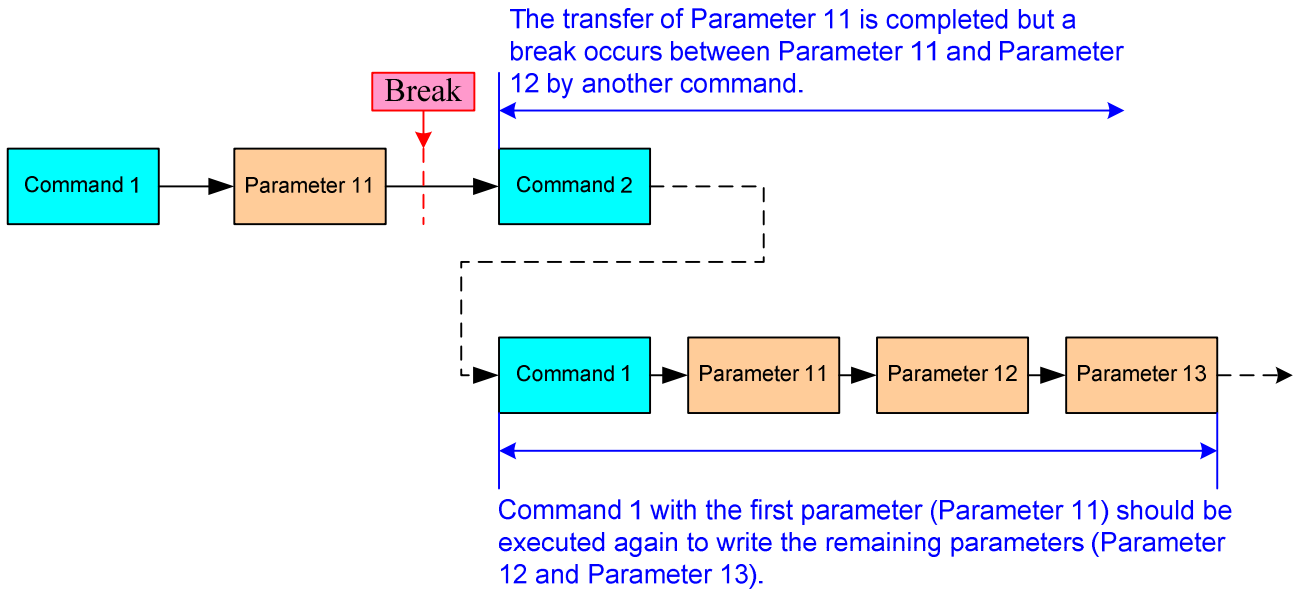 The transfer of Parameter 11 is completed but a
break occurs between Parameter 11 and Parameter
12 by another command.
Break
Command 1
Parameter 11
Command 2
Command 1
Parameter 11
Parameter 12
Parameter 13
Command 1 with the first parameter (Parameter 11) should be
executed again to write the remaining parameters (Parameter
12 and Parameter 13).